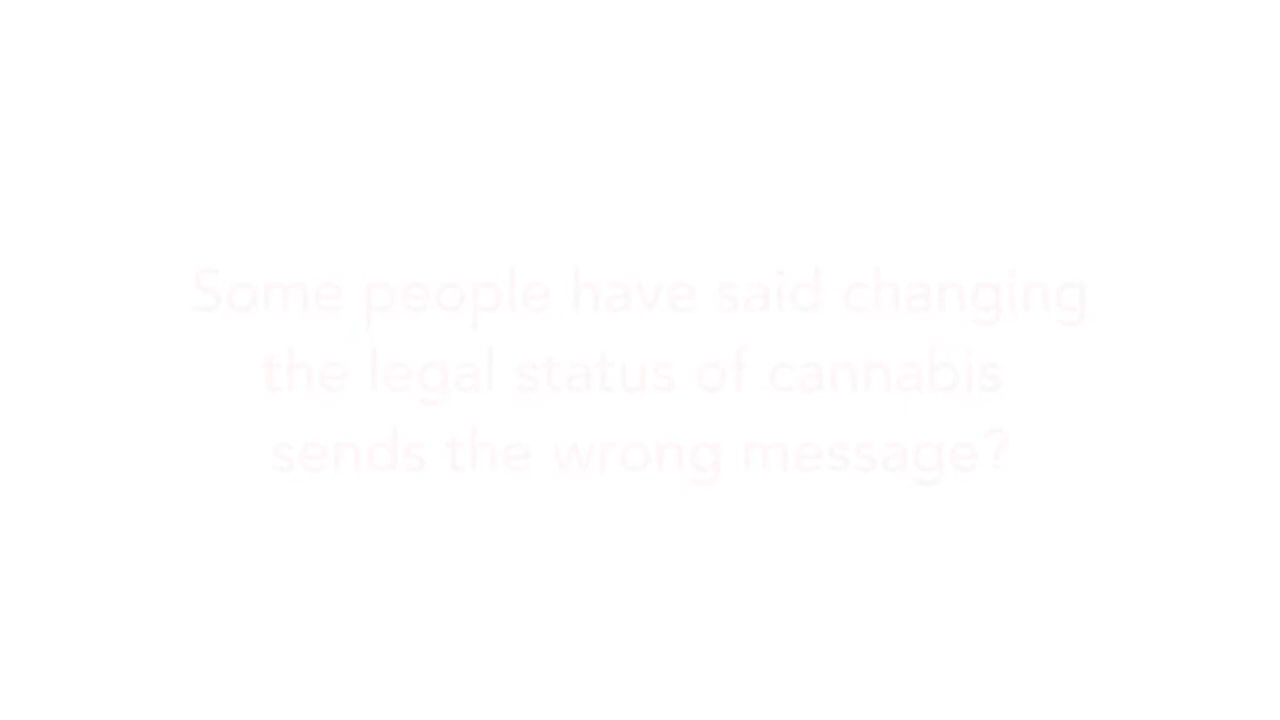 Some people have said changing
the legal status of cannabis
sends the wrong message?